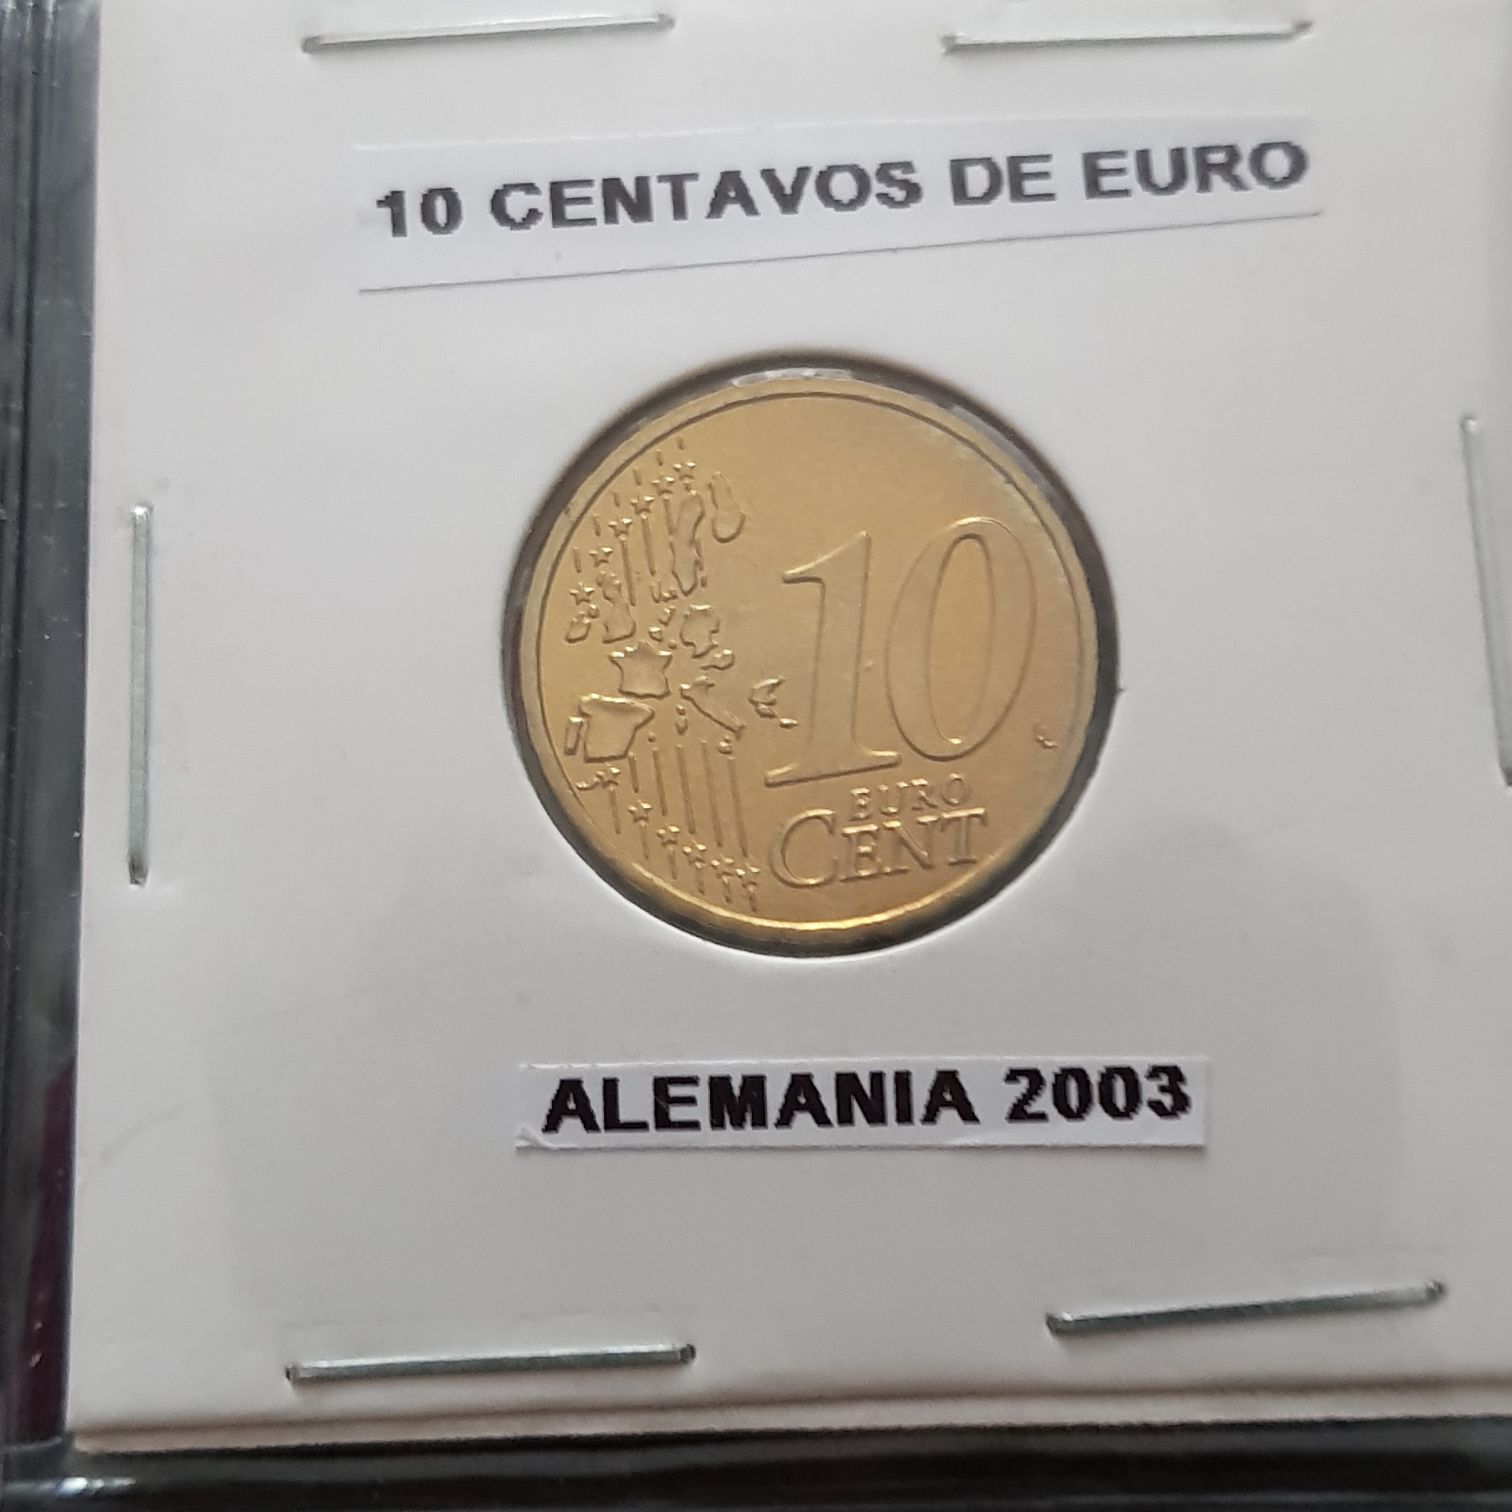 10 CENTAVOS DE EURO
10
EURO
CENT
ALEMANIA 2003